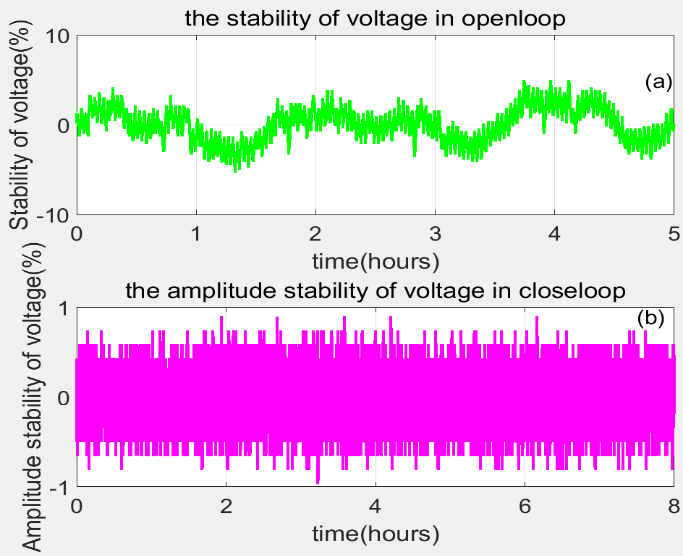 the stability of voltage in openloop
Stability of voltage(%)
10
0
-10
(a)
0 1 2 3 4 5
time(hours)
the amplitude stability of voltage in closeloop
Amplitude stability of voltage(%)
1
0
-1
(b)
0 2 4 6 8
time(hours)